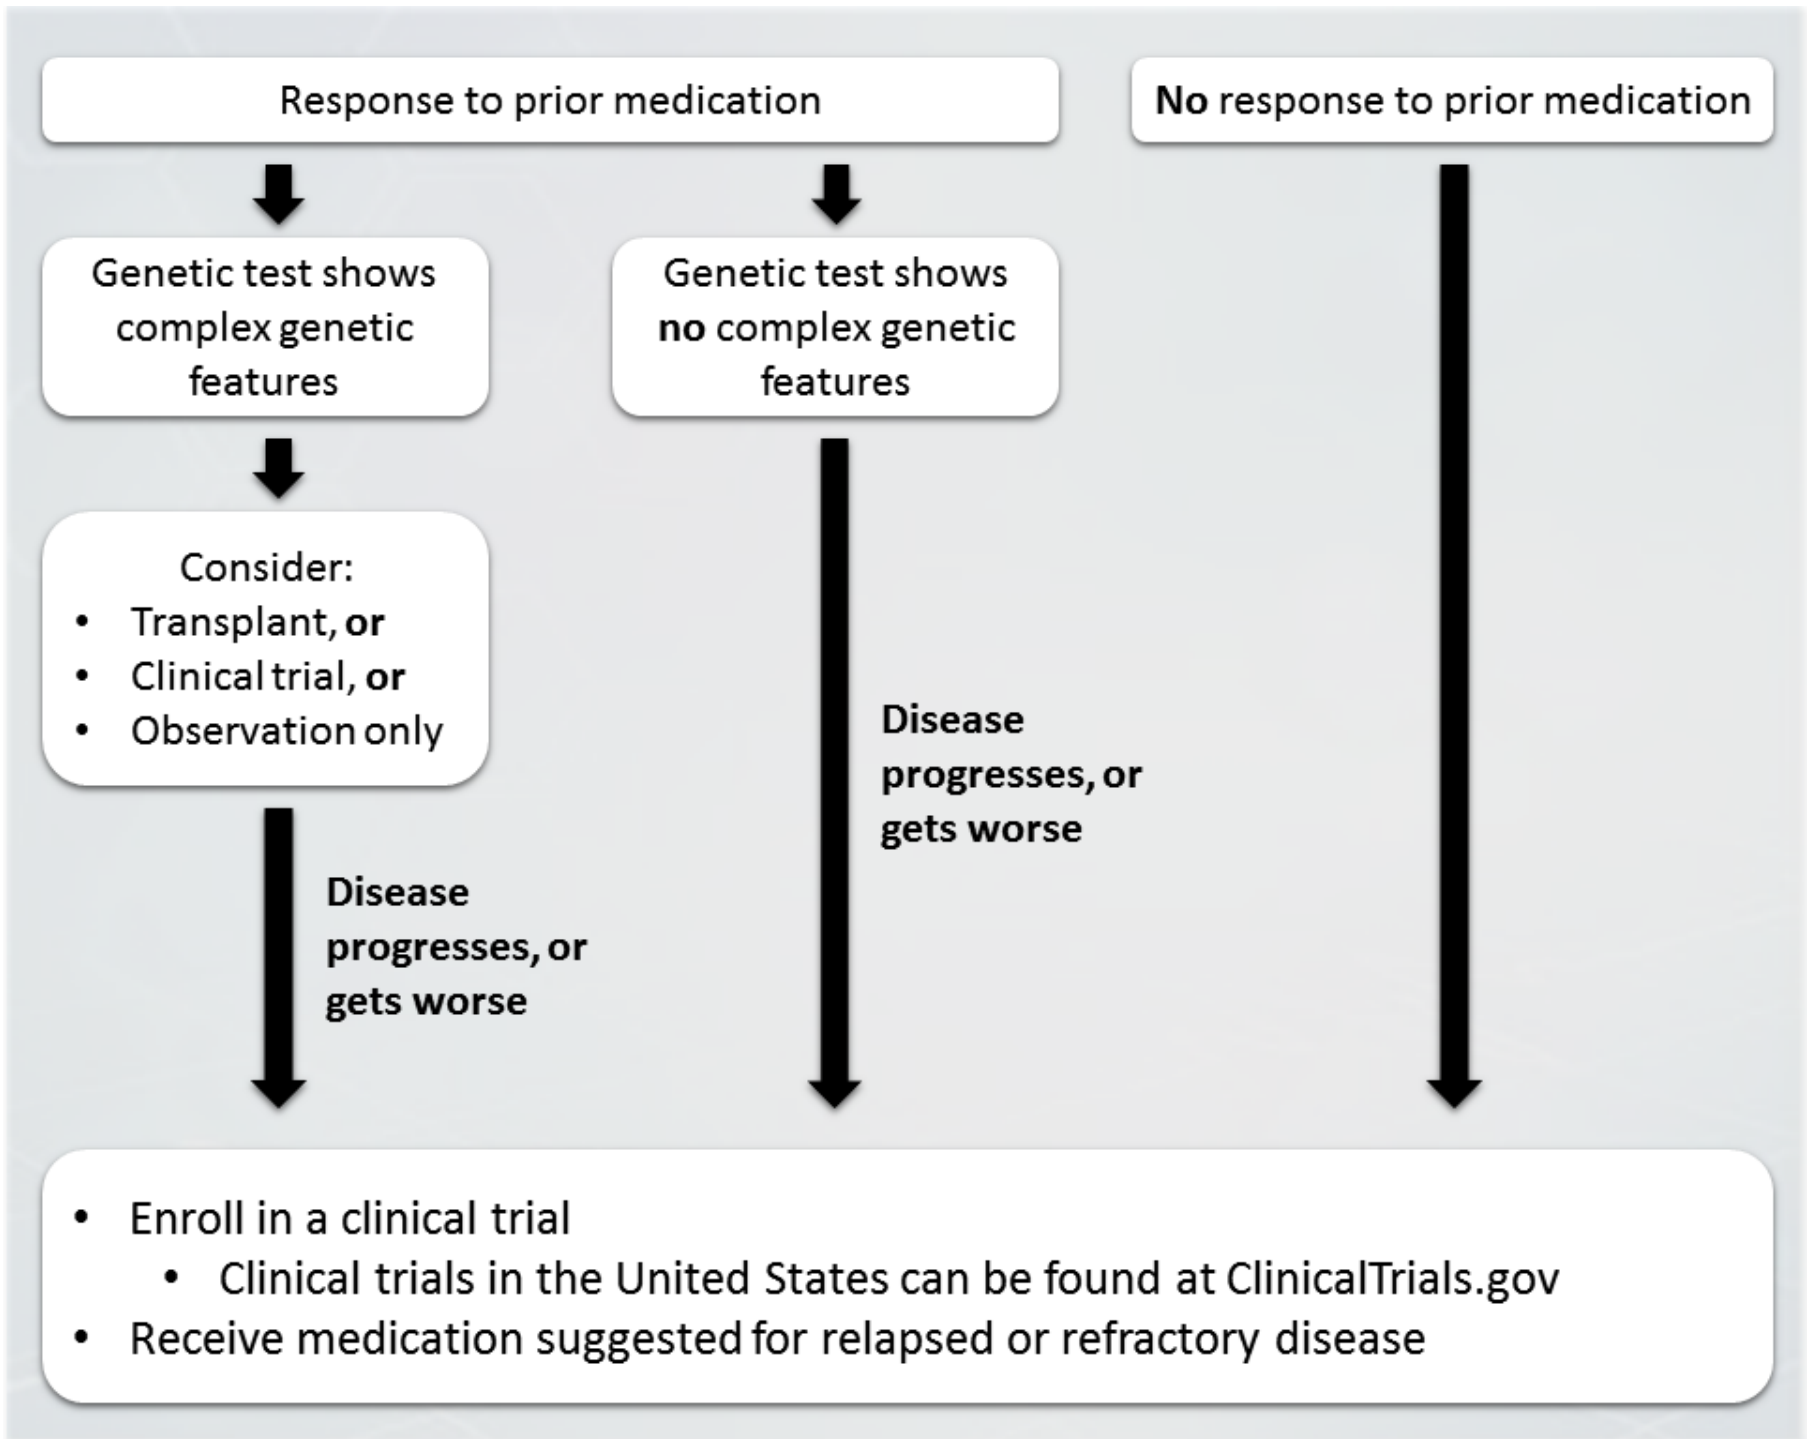 Response to prior medication
No response to prior medication
Genetic test shows
complex genetic
features
Genetic test shows
no complex genetic
features
Consider:
• Transplant, or
• Clinical trial, or
• Observation only
Disease
progresses, or
gets worse
Disease
progresses, or
gets worse
• Enroll in a clinical trial
• Clinical trials in the United States can be found at ClinicalTrials.gov
• Receive medication suggested for relapsed or refractory disease